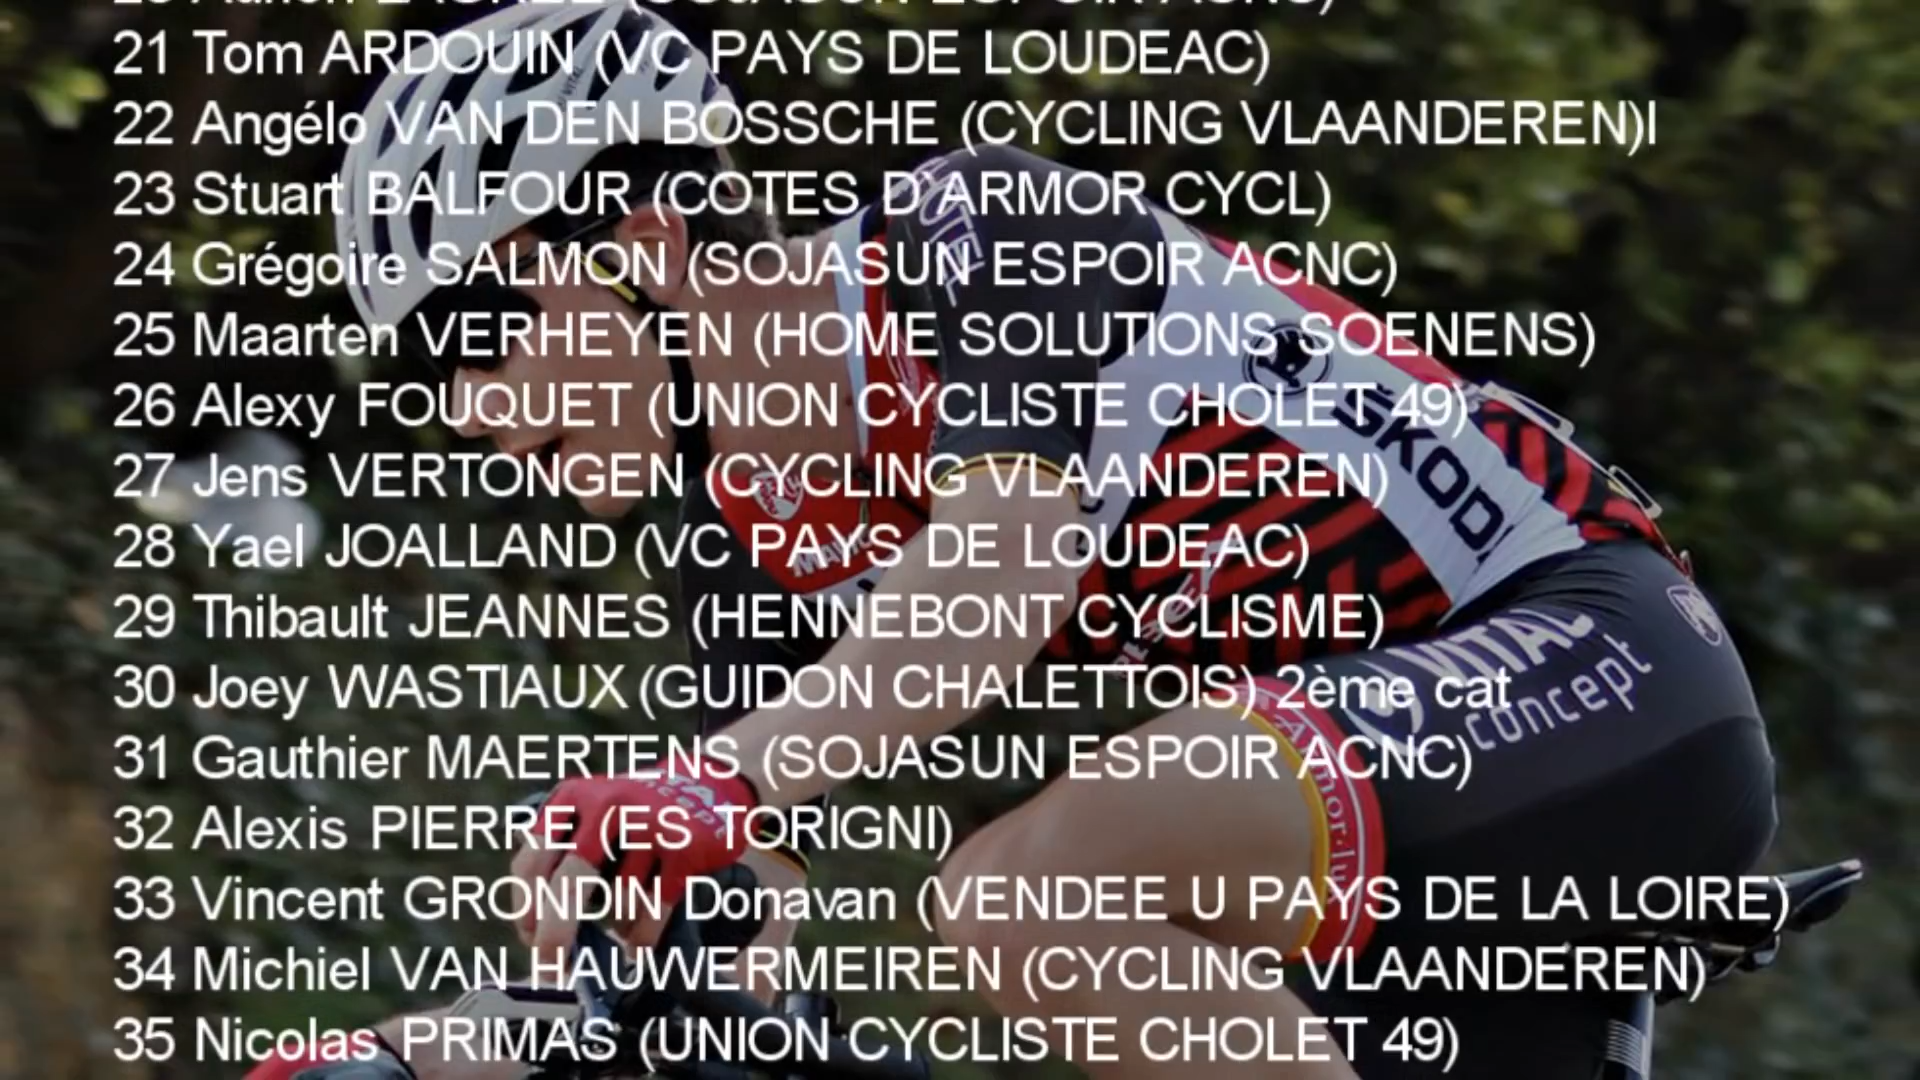 21 Tom ARDOUIN (VC PAYS DE LOUDEAC)
22 Angélo VAN DEN BOSSCHE (CYCLING VLAANDEREN)l
23 Stuart BALFOUR (COTES D`ARMOR CYCL)
24 Grégoire SALMON (SOJASUN ESPOIR ACNC)
25 Maarten VERHEYEN (HOME SOLUTIONS SOENENS)
26 Alexy FOUQUET (UNION CYCLISTE CHOLET 49)
ŠKODA
27 Jens VERTONGEN (CYCLING VLAANDEREN)
28 Yael JOALLAND (VC PAYS DE LOUDEAC)
29 Thibault JEANNES (HENNEBONT CYCLISME)
VITAL
concept
30 Joey WASTIAUX (GUIDON CHALETTOIS) 2ème cat
31 Gauthier MAERTENS (SOJASUN ESPOIR ACNC)
Armor·lux
32 Alexis PIERRE (ES TORIGNI)
33 Vincent GRONDIN Donavan (VENDEE U PAYS DE LA LOIRE)
34 Michiel VAN HAUWERMEIREN (CYCLING VLAANDEREN)
35 Nicolas PRIMAS (UNION CYCLISTE CHOLET 49)